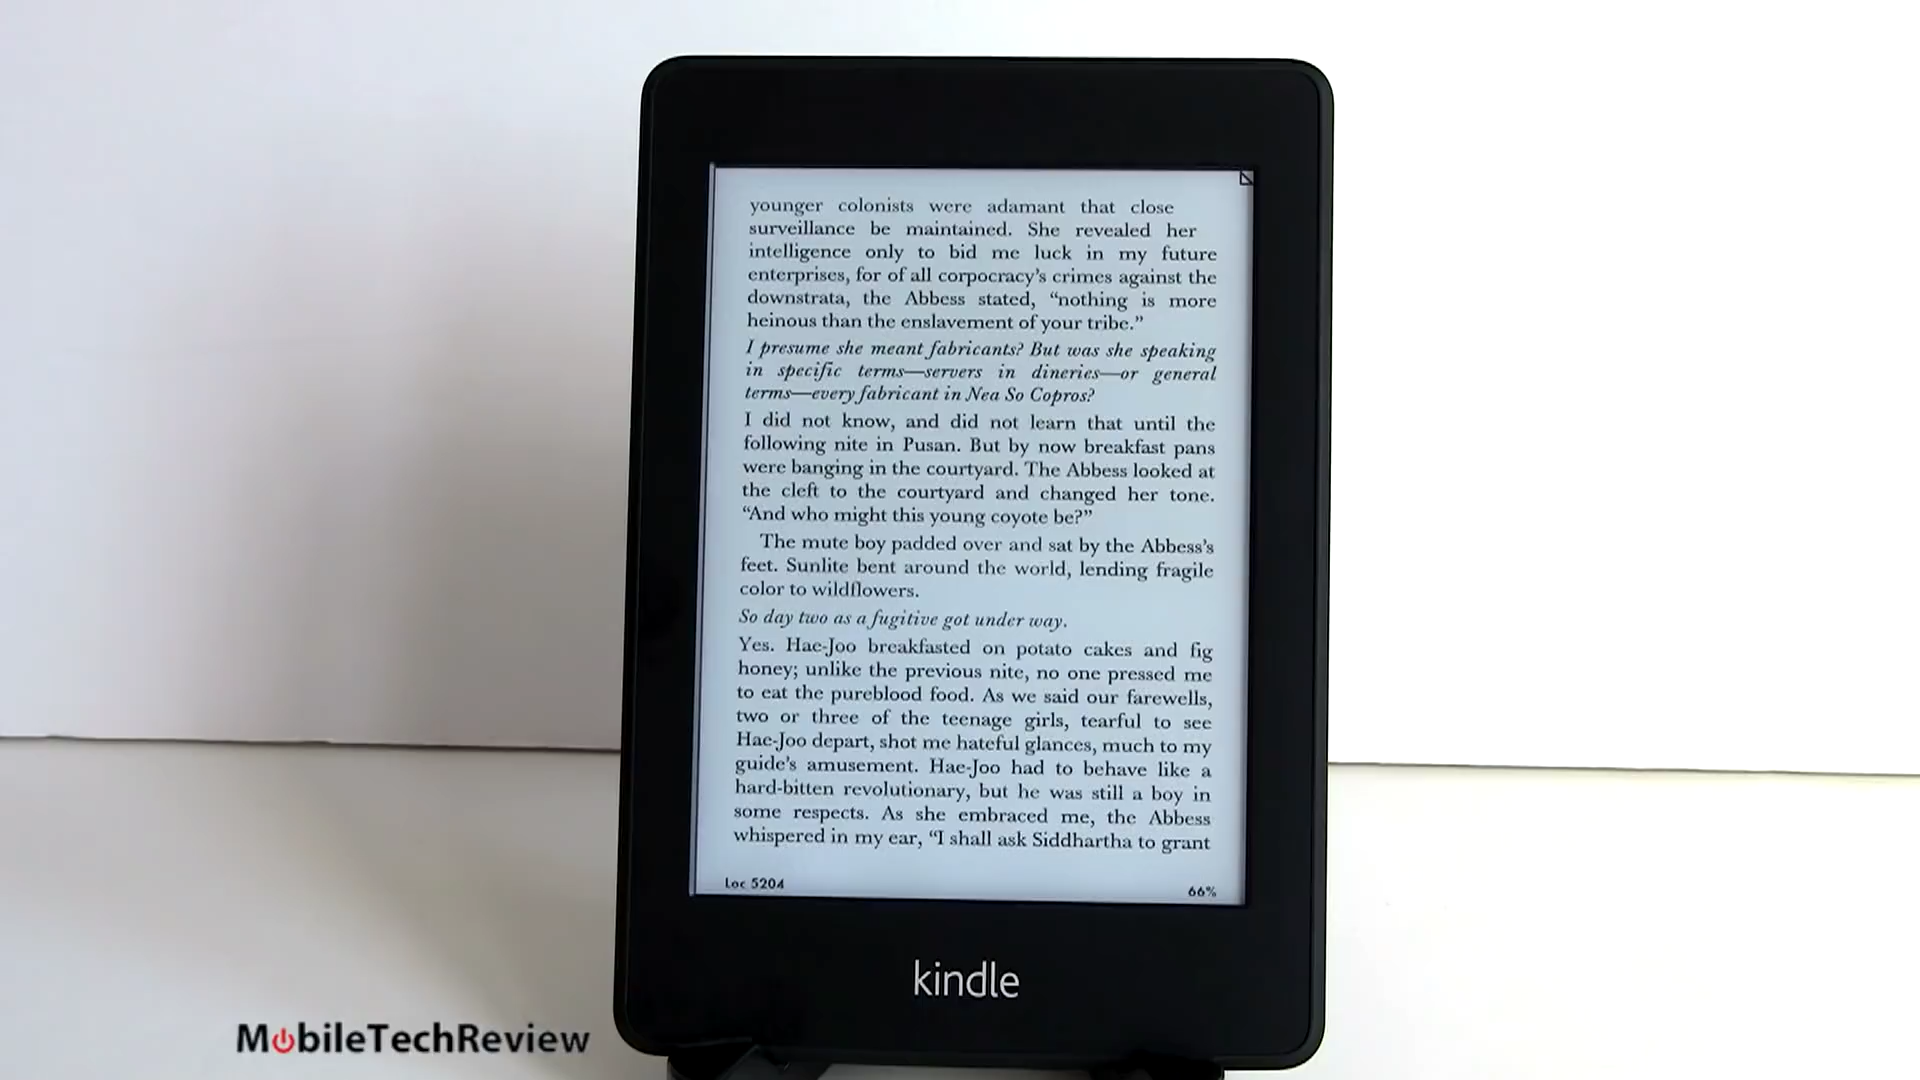 younger colonists were adamant that close
surveillance be maintained. She revealed her
intelligence only to bid me luck in my future
enterprises, for of all corpocracy’s crimes against the
downstrata, the Abbess stated, “nothing is more
heinous than the enslavement of your tribe.”
I presume she meant fabricants? But was she speaking
in specific terms—servers in dineries—or general
terms—every fabricant in Nea So Copros?
I did not know, and did not learn that until the
following nite in Pusan. But by now breakfast pans
were banging in the courtyard. The Abbess looked at
the cleft to the courtyard and changed her tone.
“And who might this young coyote be?”
The mute boy padded over and sat by the Abbess’s
feet. Sunlite bent around the world, lending fragile
color to wildflowers.
So day two as a fugitive got under way.
Yes. Hae-Joo breakfasted on potato cakes and fig
honey; unlike the previous nite, no one pressed me
to eat the pureblood food. As we said our farewells,
two or three of the teenage girls, tearful to see
Hae-Joo depart, shot me hateful glances, much to my
guide’s amusement. Hae-Joo had to behave like a
hard-bitten revolutionary, but he was still a boy in
some respects. As she embraced me, the Abbess
whispered in my ear, “I shall ask Siddhartha to grant
Loc 5204
66%
kindle
MobileTechReview